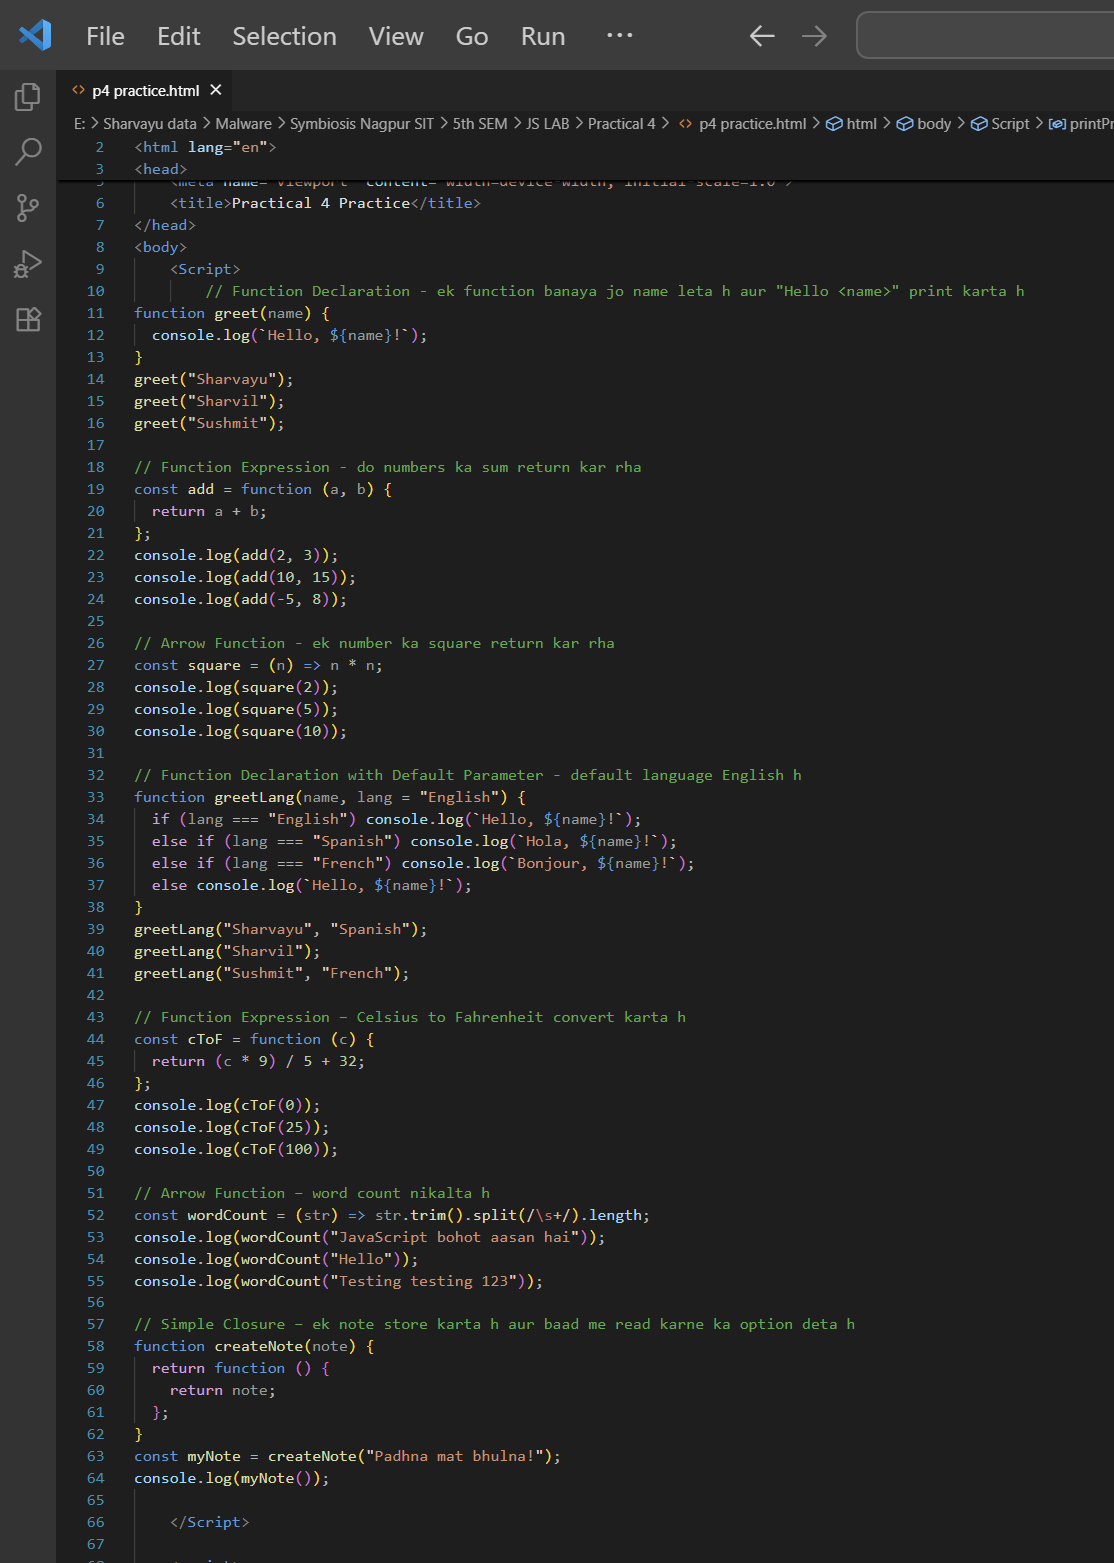 File Edit Selection View Go Run ···
p4 practice.html
E: > Sharvayu data > Malware > Symbiosis Nagpur SIT > 5th SEM > JS LAB > Practical 4 > p4 practice.html > html > body > Script > printPr
2 <html lang="en">
3 <head>
5 <meta name="viewport" content="width=device-width, initial-scale=1.0">
6 <title>Practical 4 Practice</title>
7 </head>
8 <body>
9 <Script>
10 // Function Declaration - ek function banaya jo name leta h aur "Hello <name>" print karta h
11 function greet(name) {
12 console.log(`Hello, ${name}!`);
13 }
14 greet("Sharvayu");
15 greet("Sharvil");
16 greet("Sushmit");
17
18 // Function Expression - do numbers ka sum return kar rha
19 const add = function (a, b) {
20 return a + b;
21 };
22 console.log(add(2, 3));
23 console.log(add(10, 15));
24 console.log(add(-5, 8));
25
26 // Arrow Function - ek number ka square return kar rha
27 const square = (n) => n * n;
28 console.log(square(2));
29 console.log(square(5));
30 console.log(square(10));
31
32 // Function Declaration with Default Parameter - default language English h
33 function greetLang(name, lang = "English") {
34 if (lang === "English") console.log(`Hello, ${name}!`);
35 else if (lang === "Spanish") console.log(`Hola, ${name}!`);
36 else if (lang === "French") console.log(`Bonjour, ${name}!`);
37 else console.log(`Hello, ${name}!`);
38 }
39 greetLang("Sharvayu", "Spanish");
40 greetLang("Sharvil");
41 greetLang("Sushmit", "French");
42
43 // Function Expression – Celsius to Fahrenheit convert karta h
44 const cToF = function (c) {
45 return (c * 9) / 5 + 32;
46 };
47 console.log(cToF(0));
48 console.log(cToF(25));
49 console.log(cToF(100));
50
51 // Arrow Function – word count nikalta h
52 const wordCount = (str) => str.trim().split(/\s+/).length;
53 console.log(wordCount("JavaScript bohot aasan hai"));
54 console.log(wordCount("Hello"));
55 console.log(wordCount("Testing testing 123"));
56
57 // Simple Closure – ek note store karta h aur baad me read karne ka option deta h
58 function createNote(note) {
59 return function () {
60 return note;
61 };
62 }
63 const myNote = createNote("Padhna mat bhulna!");
64 console.log(myNote());
65
66 </Script>
67